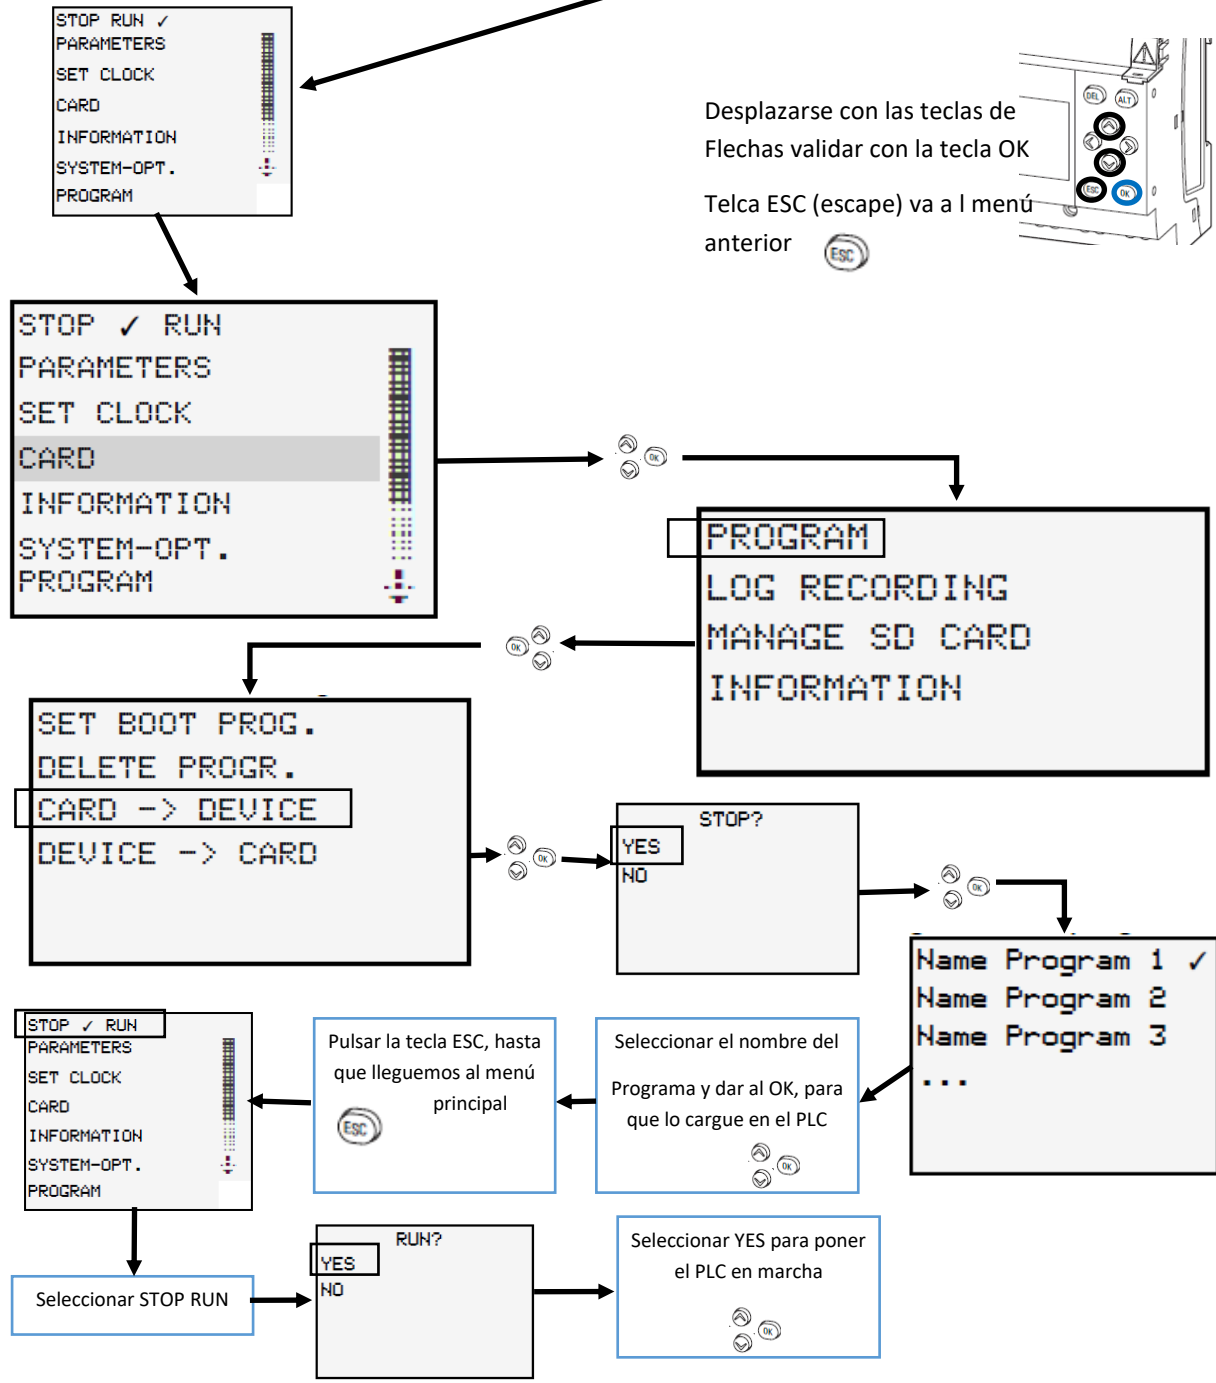 STOP RUN ✓
PARAMETERS
SET CLOCK
CARD
INFORMATION
SYSTEM-OPT.
PROGRAM
Desplazarse con las teclas de
Flechas validar con la tecla OK
Telca ESC (escape) va a l menú
anterior
ESC
DEL
ALT
ESC
OK
STOP ✓ RUN
PARAMETERS
SET CLOCK
CARD
INFORMATION
SYSTEM-OPT.
PROGRAM
OK
PROGRAM
LOG RECORDING
MANAGE SD CARD
INFORMATION
OK
SET BOOT PROG.
DELETE PROGR.
CARD -> DEVICE
DEVICE -> CARD
OK
STOP?
YES
NO
OK
Name Program 1 ✓
Name Program 2
Name Program 3
...
Seleccionar el nombre del
Programa y dar al OK, para
que lo cargue en el PLC
OK
Pulsar la tecla ESC, hasta
que lleguemos al menú
principal
ESC
STOP ✓ RUN
PARAMETERS
SET CLOCK
CARD
INFORMATION
SYSTEM-OPT.
PROGRAM
Seleccionar STOP RUN
RUN?
YES
NO
Seleccionar YES para poner
el PLC en marcha
OK